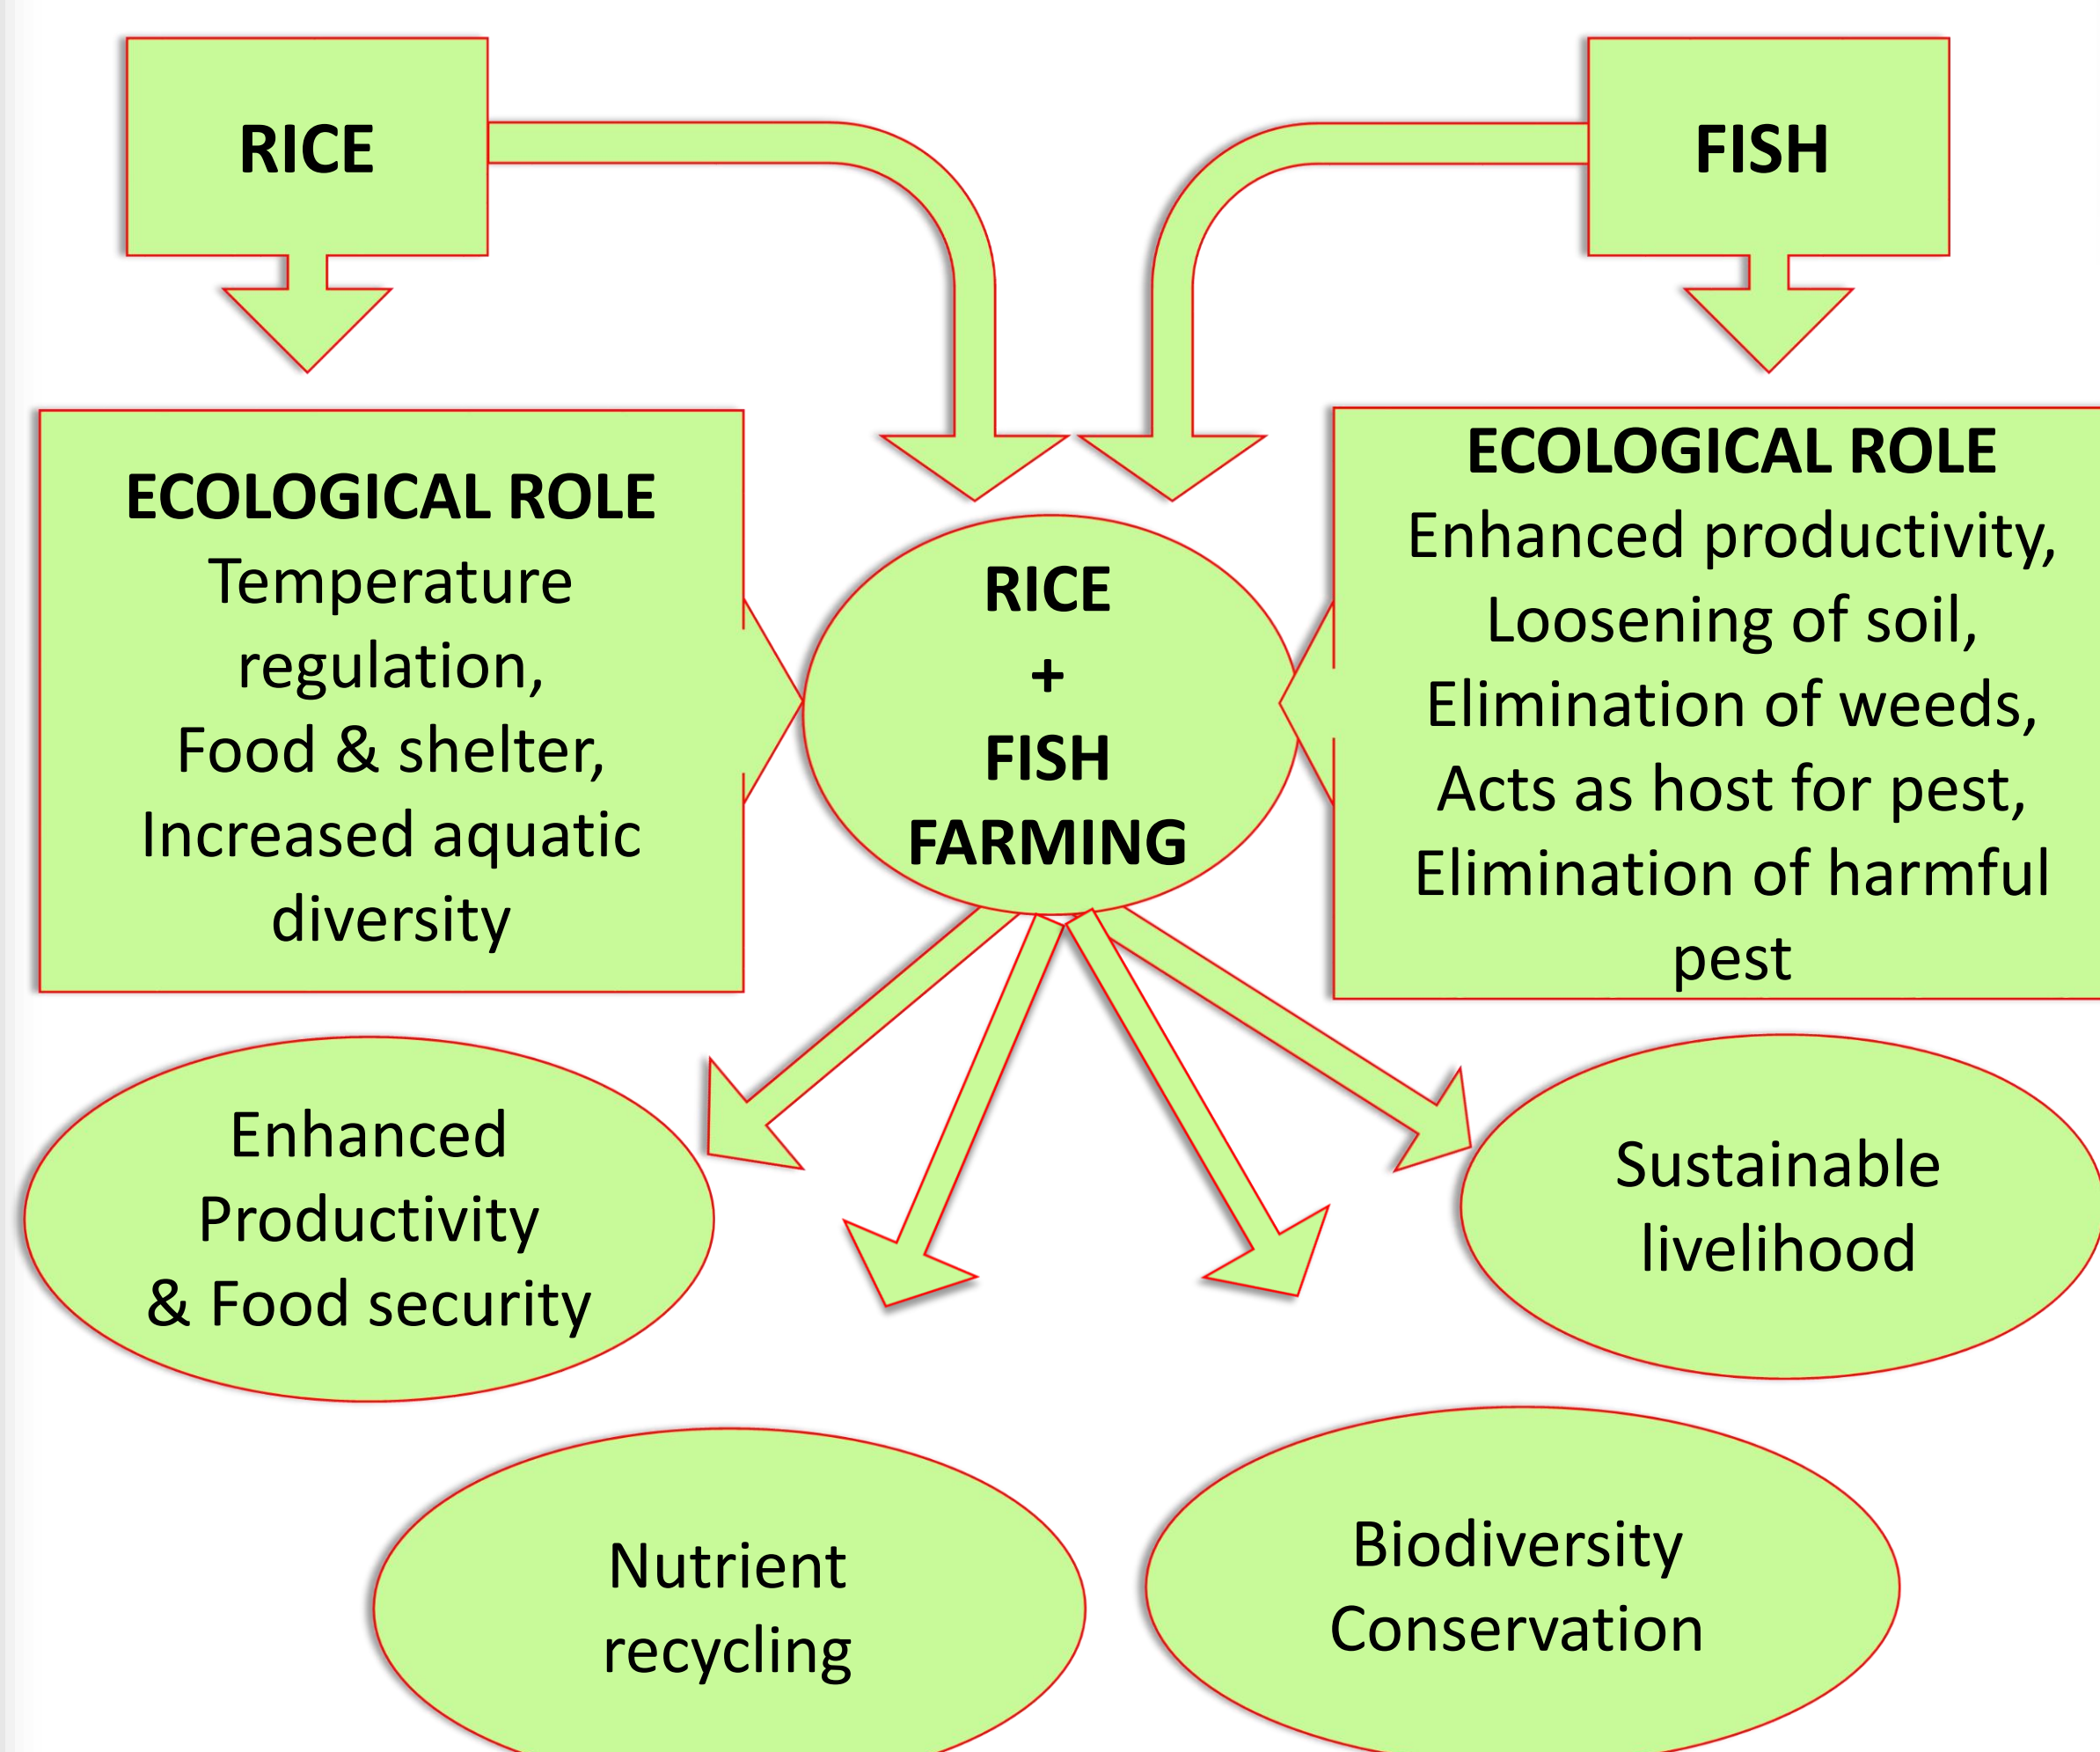 RICE
FISH
ECOLOGICAL ROLE
Temperature
regulation,
Food & shelter,
Increased aquatic
diversity
RICE
+
FISH
FARMING
ECOLOGICAL ROLE
Enhanced productivity,
Loosening of soil,
Elimination of weeds,
Acts as host for pest,
Elimination of harmful
pest
Enhanced
Productivity
& Food security
Sustainable
livelihood
Nutrient
recycling
Biodiversity
Conservation